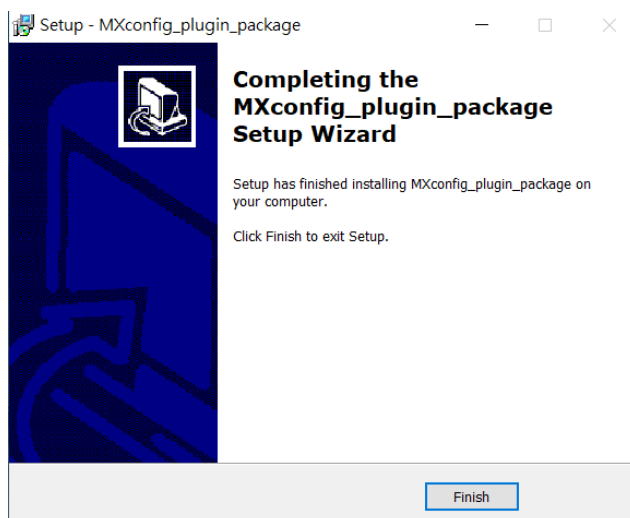 Setup - MXconfig_plugin_package
Completing the
MXconfig_plugin_package
Setup Wizard
Setup has finished installing MXconfig_plugin_package on
your computer.
Click Finish to exit Setup.
Finish